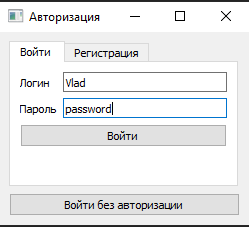 Авторизация
Войти Регистрация
Логин Vlad
Пароль password
Войти
Войти без авторизации